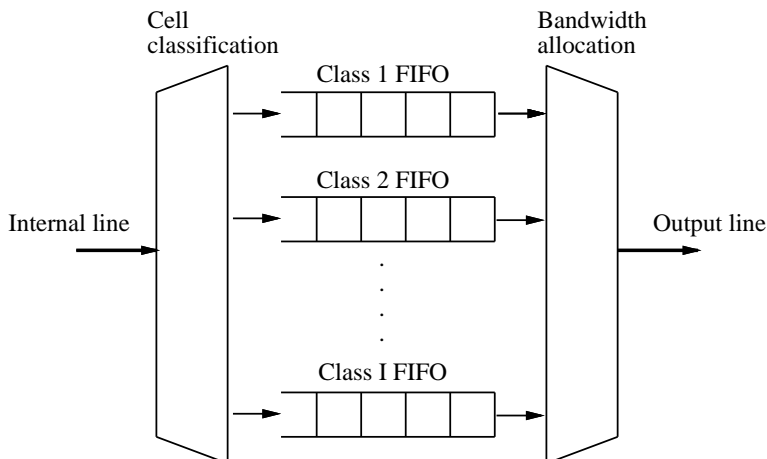 Cell
classification
Bandwidth
allocation
Class 1 FIFO
Class 2 FIFO
Internal line
Output line
Class I FIFO